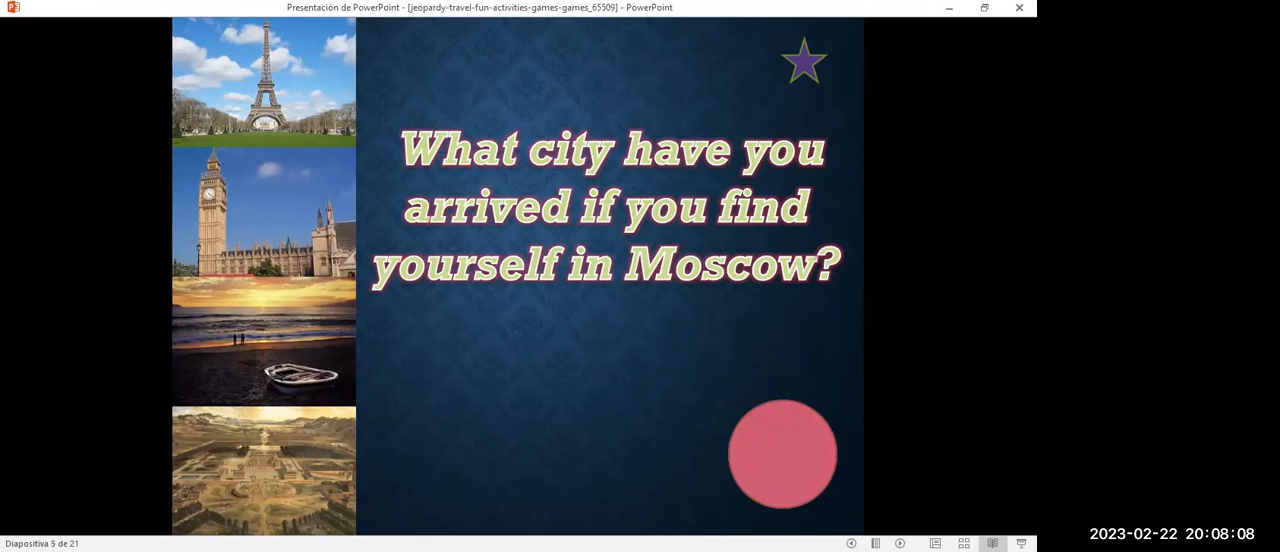 Presentación de PowerPoint - [jeopardy-travel-fun-activities-games-games_65509] - PowerPoint
What city have you
arrived if you find
yourself in Moscow?
Diapositiva 5 de 21
2023-02-22 20:08:08